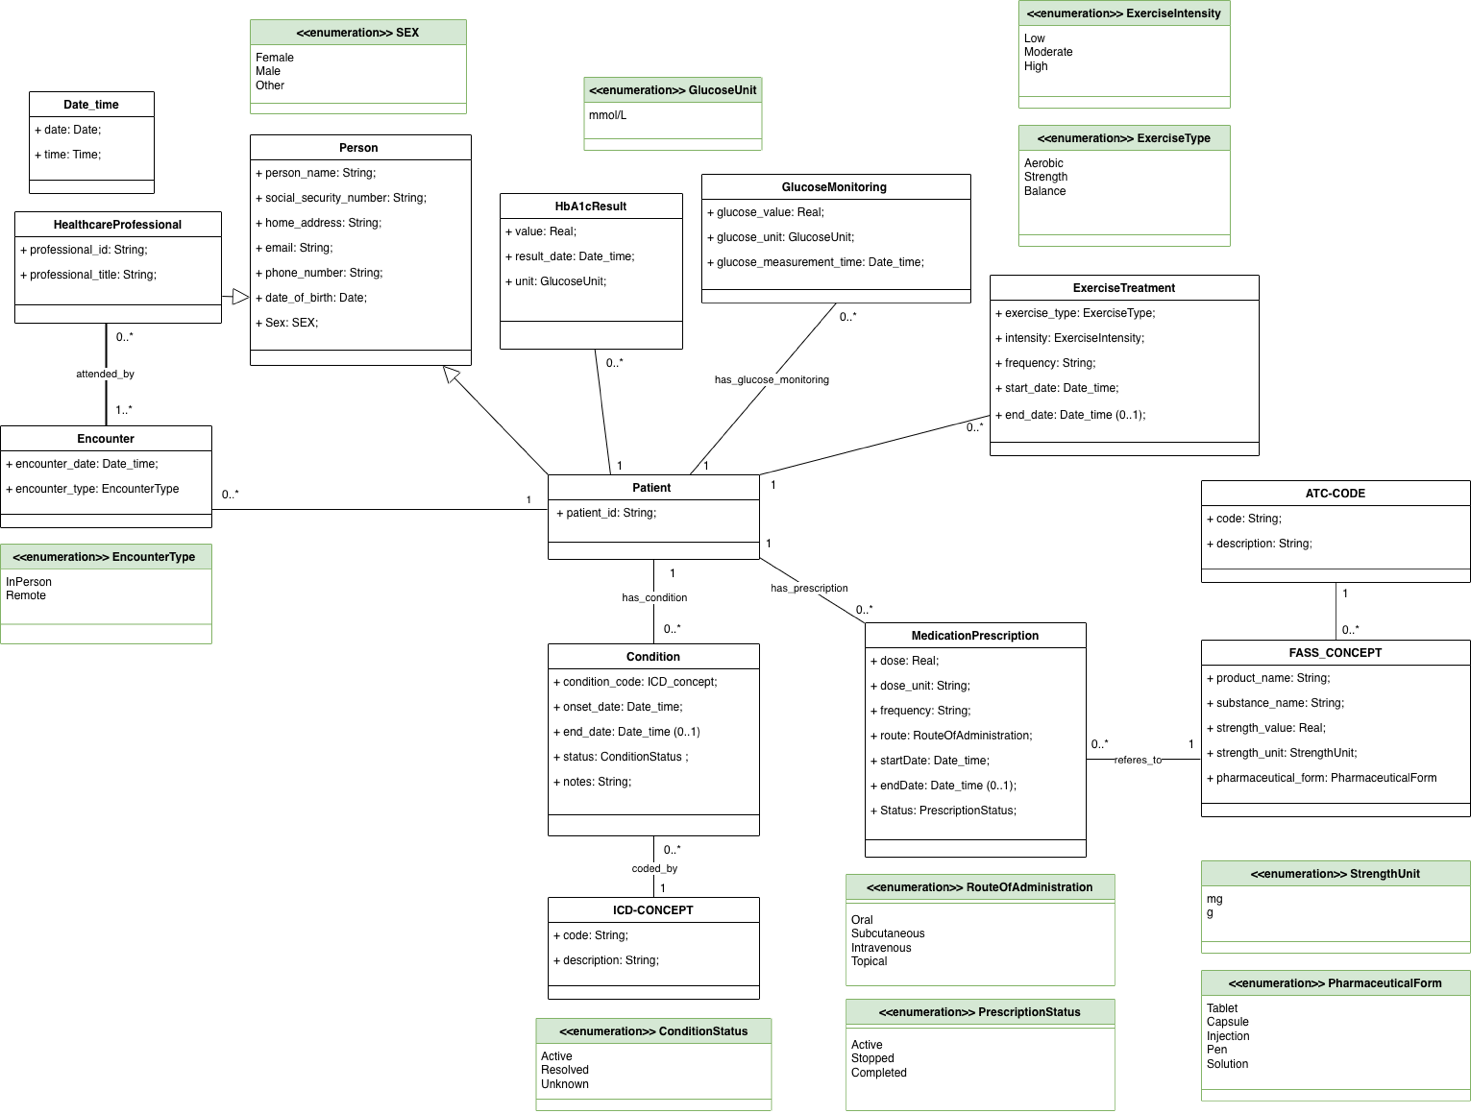 <<enumeration>> SEX
Female
Male
Other
<<enumeration>> ExerciseIntensity
Low
Moderate
High
<<enumeration>> GlucoseUnit
mmol/L
Date_time
+ date: Date;
+ time: Time;
<<enumeration>> ExerciseType
Aerobic
Strength
Balance
Person
+ person_name: String;
+ social_security_number: String;
+ home_address: String;
+ email: String;
+ phone_number: String;
+ date_of_birth: Date;
+ Sex: SEX;
HbA1cResult
+ value: Real;
+ result_date: Date_time;
+ unit: GlucoseUnit;
GlucoseMonitoring
+ glucose_value: Real;
+ glucose_unit: GlucoseUnit;
+ glucose_measurement_time: Date_time;
HealthcareProfessional
+ professional_id: String;
+ professional_title: String;
ExerciseTreatment
+ exercise_type: ExerciseType;
+ intensity: ExerciseIntensity;
+ frequency: String;
+ start_date: Date_time;
+ end_date: Date_time (0..1);
0..*
attended_by
1..*
0..*
0..*
has_glucose_monitoring
0..*
1
1
1
Encounter
+ encounter_date: Date_time;
+ encounter_type: EncounterType
0..*
1
Patient
+ patient_id: String;
1
<<enumeration>> EncounterType
InPerson
Remote
1
has_condition
0..*
has_prescription
0..*
ATC-CODE
+ code: String;
+ description: String;
1
0..*
Condition
+ condition_code: ICD_concept;
+ onset_date: Date_time;
+ end_date: Date_time (0..1)
+ status: ConditionStatus ;
+ notes: String;
MedicationPrescription
+ dose: Real;
+ dose_unit: String;
+ frequency: String;
+ route: RouteOfAdministration;
+ startDate: Date_time;
+ endDate: Date_time (0..1);
+ Status: PrescriptionStatus;
0..*
1
referes_to
FASS_CONCEPT
+ product_name: String;
+ substance_name: String;
+ strength_value: Real;
+ strength_unit: StrengthUnit;
+ pharmaceutical_form: PharmaceuticalForm
0..*
coded_by
1
ICD-CONCEPT
+ code: String;
+ description: String;
<<enumeration>> RouteOfAdministration
Oral
Subcutaneous
Intravenous
Topical
<<enumeration>> StrengthUnit
mg
g
<<enumeration>> ConditionStatus
Active
Resolved
Unknown
<<enumeration>> PrescriptionStatus
Active
Stopped
Completed
<<enumeration>> PharmaceuticalForm
Tablet
Capsule
Injection
Pen
Solution